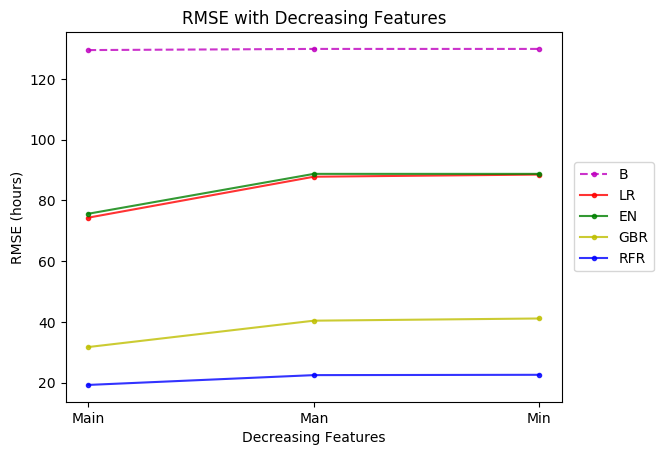 RMSE with Decreasing Features
RMSE (hours)
120
100
80
60
40
20
Main
Man
Min
Decreasing Features
B
LR
EN
GBR
RFR